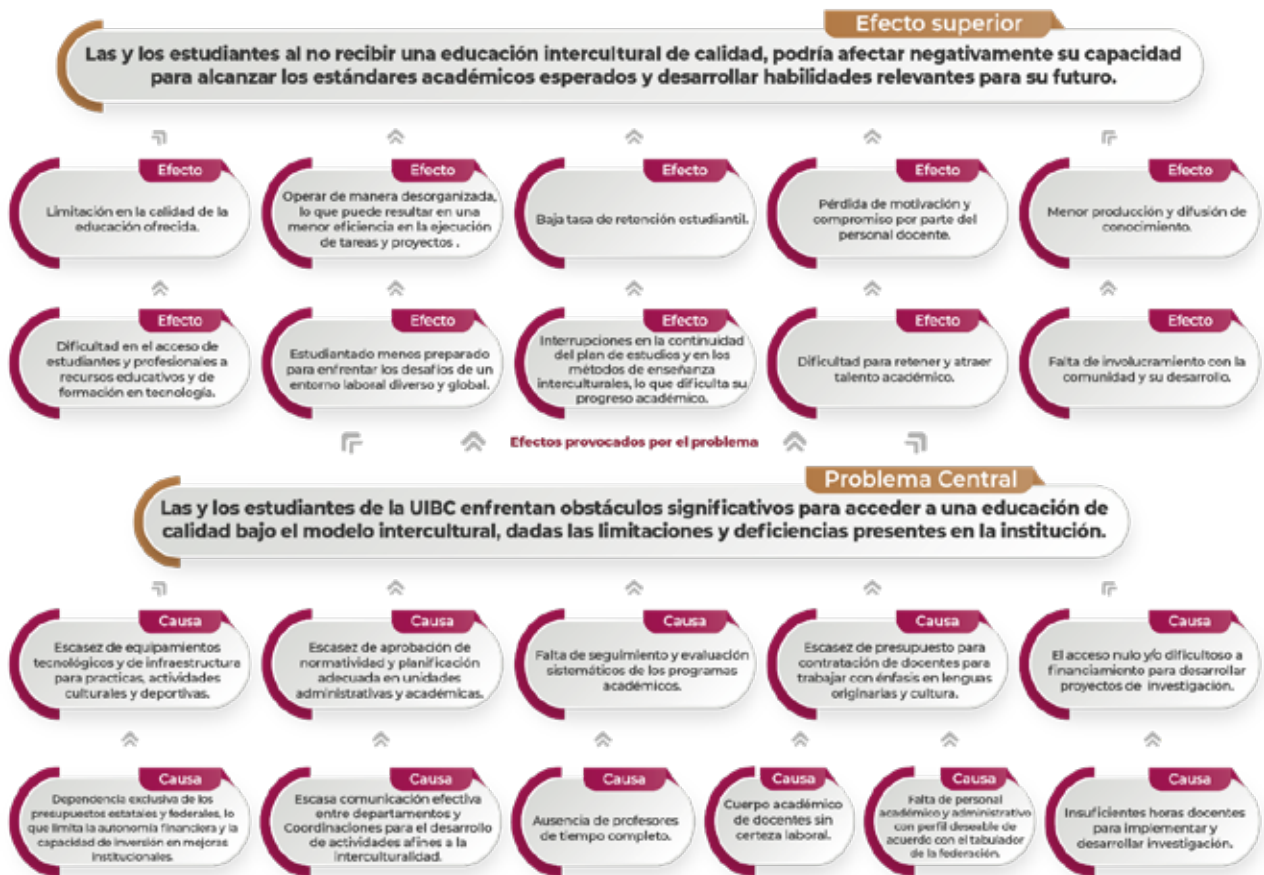 Efecto superior
Las y los estudiantes al no recibir una educación intercultural de calidad, podría afectar negativamente su capacidad
para alcanzar los estándares académicos esperados y desarrollar habilidades relevantes para su futuro.
Efecto
Limitación en la calidad de la
educación ofrecida.
Efecto
Operar de manera desorganizada,
lo que puede resultar en una
menor eficiencia en la ejecución
de tareas y proyectos .
Efecto
Baja tasa de retención estudiantil.
Efecto
Pérdida de motivación y
compromiso por parte del
personal docente.
Efecto
Menor producción y difusión de
conocimiento.
Efecto
Dificultad en el acceso de
estudiantes y profesionales a
recursos educativos y de
formación en tecnología.
Efecto
Estudiantado menos preparado
para enfrentar los desafíos de un
entorno laboral diverso y global.
Efecto
Interrupciones en la continuidad
del plan de estudios y en los
métodos de enseñanza
interculturales, lo que dificulta su
progreso académico.
Efecto
Dificultad para retener y atraer
talento académico.
Efecto
Falta de involucramiento con la
comunidad y su desarrollo.
Efectos provocados por el problema
Problema Central
Las y los estudiantes de la UIBC enfrentan obstáculos significativos para acceder a una educación de
calidad bajo el modelo intercultural, dadas las limitaciones y deficiencias presentes en la institución.
Causa
Escasez de equipamientos
tecnológicos y de infraestructura
para practicas, actividades
culturales y deportivas.
Causa
Escasez de aprobación de
normatividad y planificación
adecuada en unidades
administrativas y académicas.
Causa
Falta de seguimiento y evaluación
sistemáticos de los programas
académicos.
Causa
Escasez de presupuesto para
contratación de docentes para
trabajar con énfasis en lenguas
originarias y cultura.
Causa
El acceso nulo y/o dificultoso a
financiamiento para desarrollar
proyectos de investigación.
Causa
Dependencia exclusiva de los
presupuestos estatales y federales, lo
que limita la autonomía financiera y la
capacidad de inversión en mejoras
institucionales.
Causa
Escasa comunicación efectiva
entre departamentos y
Coordinaciones para el desarrollo
de actividades afines a la
interculturalidad.
Causa
Ausencia de profesores
de tiempo completo.
Causa
Cuerpo académico
de docentes sin
certeza laboral.
Causa
Falta de personal
académico y administrativo
con perfil deseable de
acuerdo con el tabulador
de la federación.
Causa
Insuficientes horas docentes
para implementar y
desarrollar investigación.